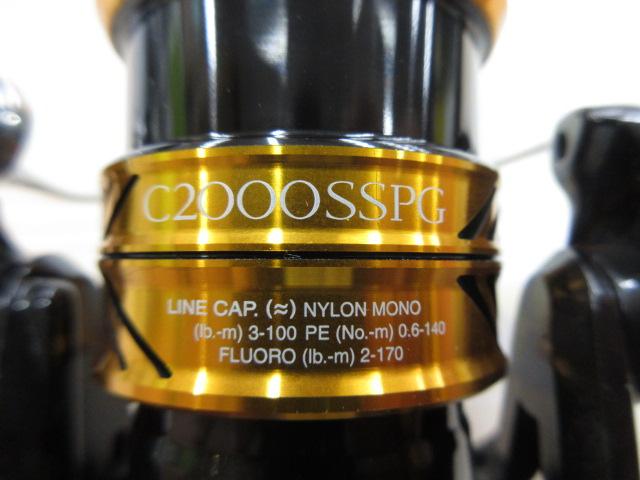 C2000SSPG
LINE CAP. (≈) NYLON MONO
(lb.-m) 3-100 PE (No.-m) 0.6-140
FLUORO (lb.-m) 2-170